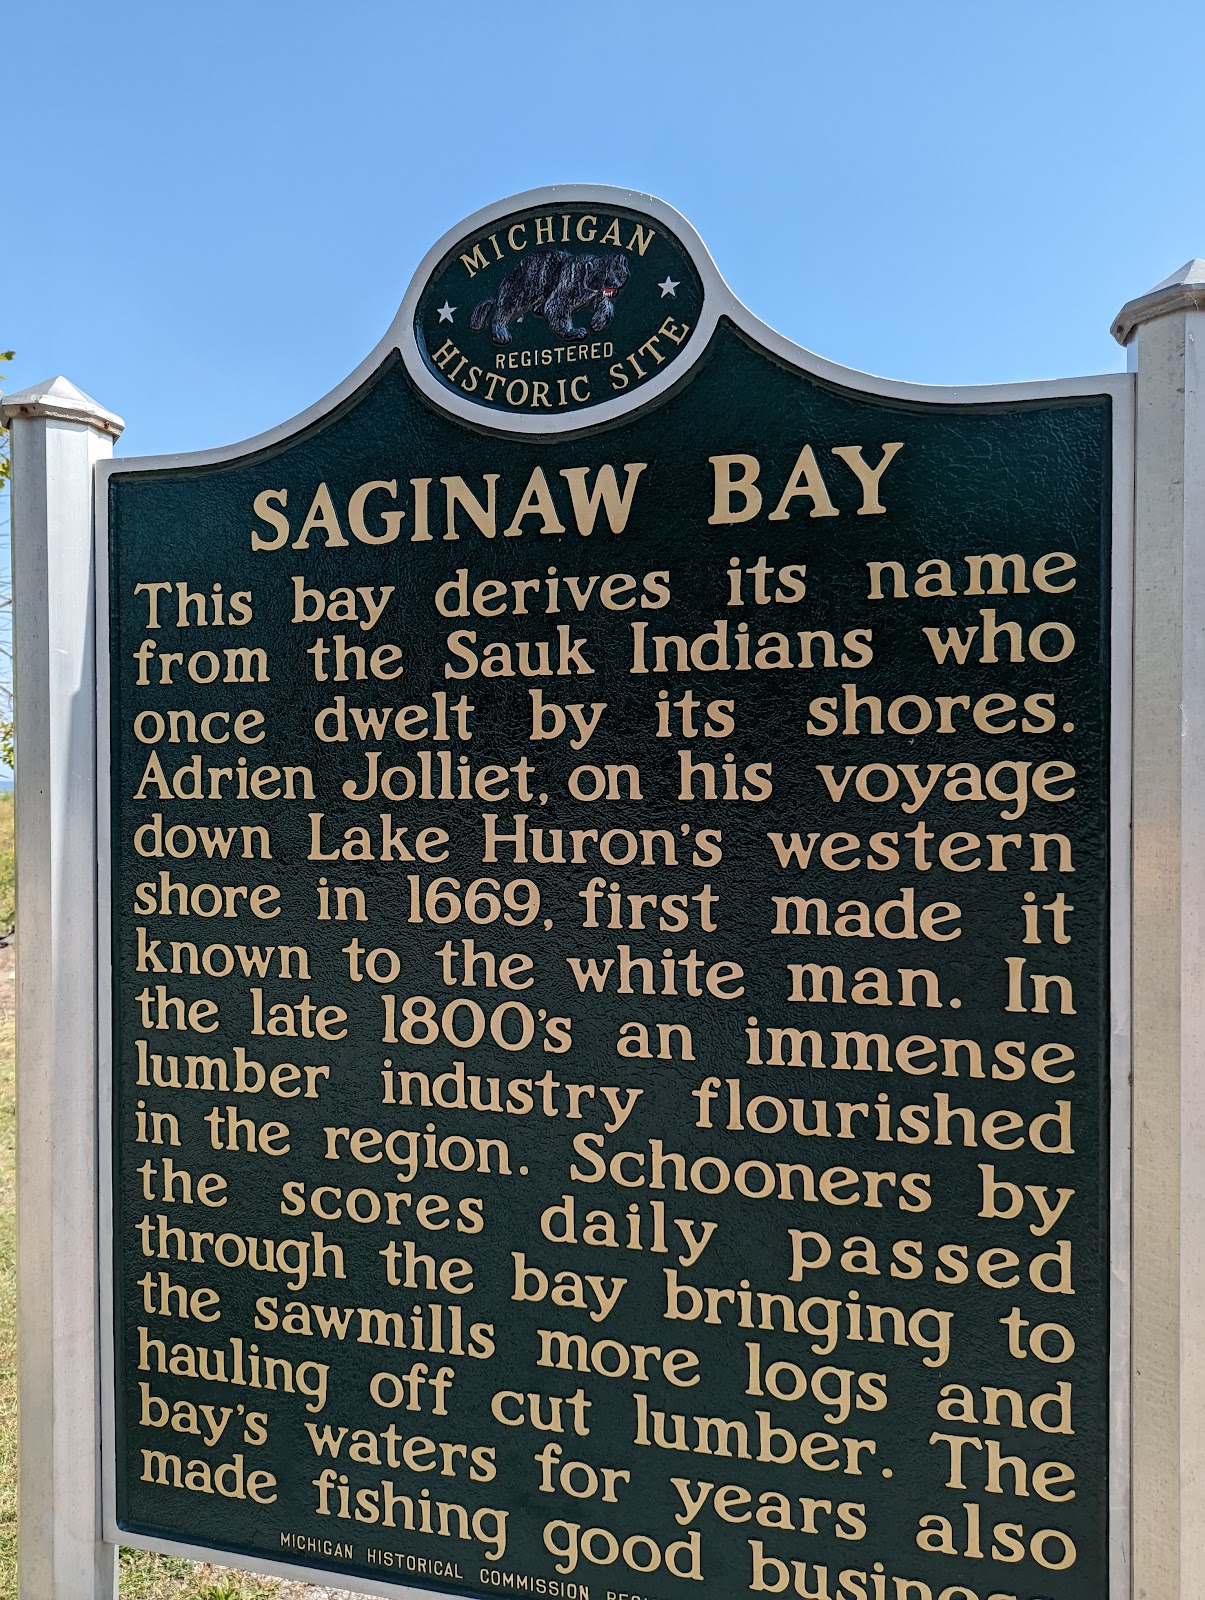 MICHIGAN
REGISTERED
HISTORIC SITE
SAGINAW BAY
This bay derives its name
from the Sauk Indians who
once dwelt by its shores.
Adrien Jolliet, on his voyage
down Lake Huron's western
shore in 1669, first made it
known to the white man. In
the late 1800's an immense
lumber industry flourished
in the region. Schooners by
the scores daily passed
through the bay bringing to
the sawmills more logs and
hauling off cut lumber. The
bay's waters for years also
made fishing good
MICHIGAN HISTORICAL COMMISSION